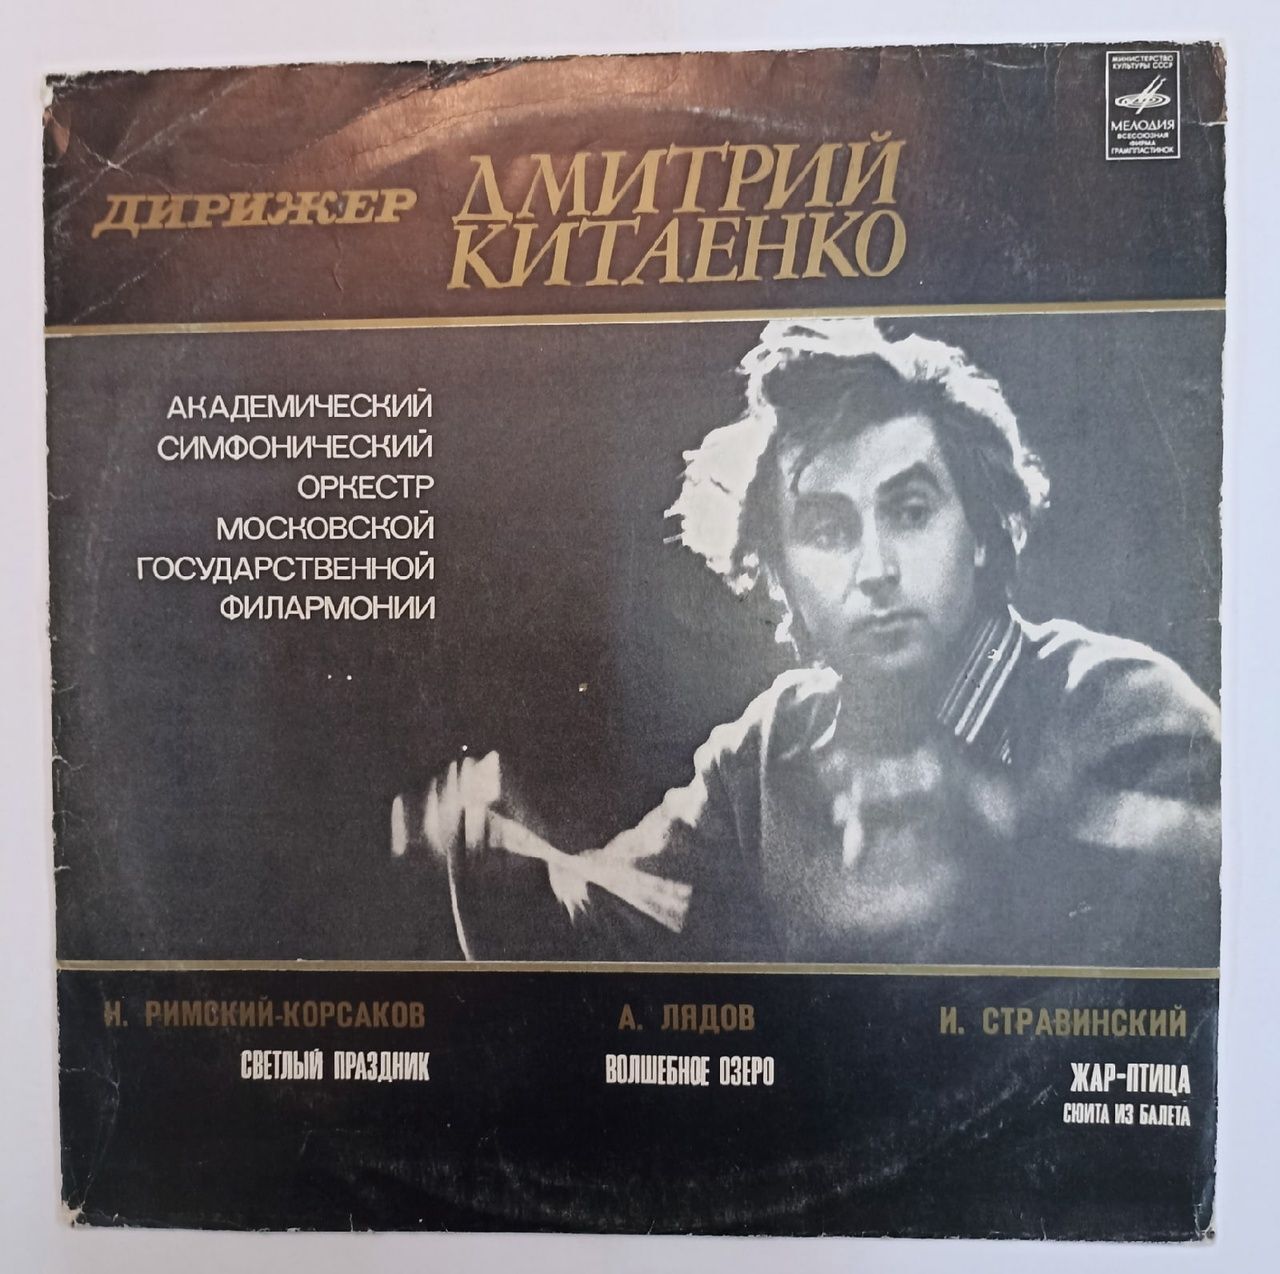 МИНИСТЕРСТВО
КУЛЬТУРЫ СССР
МЕЛОДИЯ
ВСЕСОЮЗНАЯ
ФИРМА
ГРАМПЛАСТИНОК
ДИРИЖЕР
ДМИТРИЙ
КИТАЕНКО
АКАДЕМИЧЕСКИЙ
СИМФОНИЧЕСКИЙ
ОРКЕСТР
МОСКОВСКОЙ
ГОСУДАРСТВЕННОЙ
ФИЛАРМОНИИ
Н. РИМСКИЙ-КОРСАКОВ
СВЕТЛЫЙ ПРАЗДНИК
А. ЛЯДОВ
ВОЛШЕБНОЕ ОЗЕРО
И. СТРАВИНСКИЙ
ЖАР-ПТИЦА
СЮИТА ИЗ БАЛЕТА